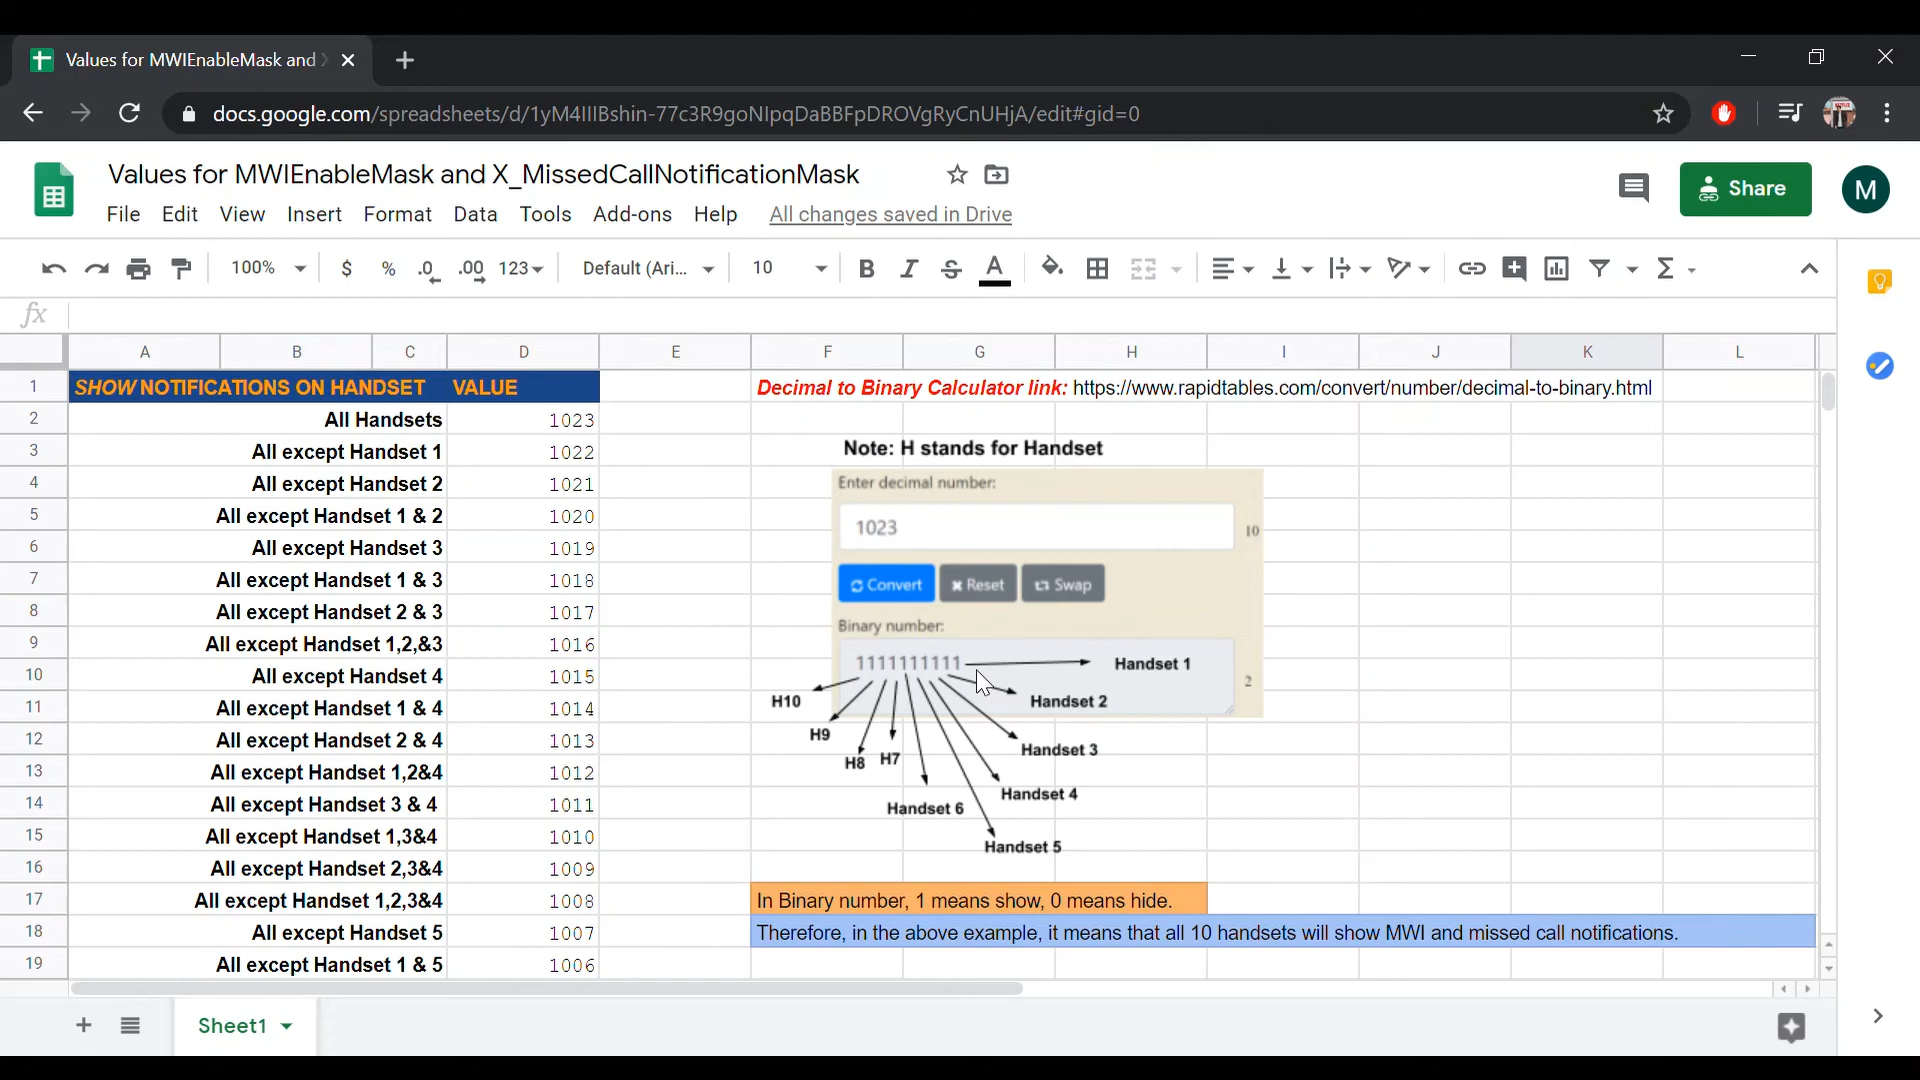 Values for MWIEnableMask and X
docs.google.com/spreadsheets/d/1yM4IIIBshin-77c3R9goNIpqDaBBFpDROVgRyCnUHjA/edit#gid=0
Values for MWIEnableMask and X_MissedCallNotificationMask
File Edit View Insert Format Data Tools Add-ons Help All changes saved in Drive
Share
M
100% $ % .0 .00 123 Default (Ari... 10 B I S A
fx
A B C D E F G H I J K L
1 SHOW NOTIFICATIONS ON HANDSET VALUE Decimal to Binary Calculator link: https://www.rapidtables.com/convert/number/decimal-to-binary.html
2 All Handsets 1023
3 All except Handset 1 1022
4 All except Handset 2 1021
5 All except Handset 1 & 2 1020
6 All except Handset 3 1019
7 All except Handset 1 & 3 1018
8 All except Handset 2 & 3 1017
9 All except Handset 1,2,&3 1016
10 All except Handset 4 1015
11 All except Handset 1 & 4 1014
12 All except Handset 2 & 4 1013
13 All except Handset 1,2&4 1012
14 All except Handset 3 & 4 1011
15 All except Handset 1,3&4 1010
16 All except Handset 2,3&4 1009
17 All except Handset 1,2,3&4 1008
18 All except Handset 5 1007
19 All except Handset 1 & 5 1006
Note: H stands for Handset
Enter decimal number:
1023
10
Convert Reset Swap
Binary number:
1111111111
2
Handset 1
Handset 2
Handset 3
Handset 4
Handset 5
Handset 6
H7
H8
H9
H10
In Binary number, 1 means show, 0 means hide.
Therefore, in the above example, it means that all 10 handsets will show MWI and missed call notifications.
Sheet1